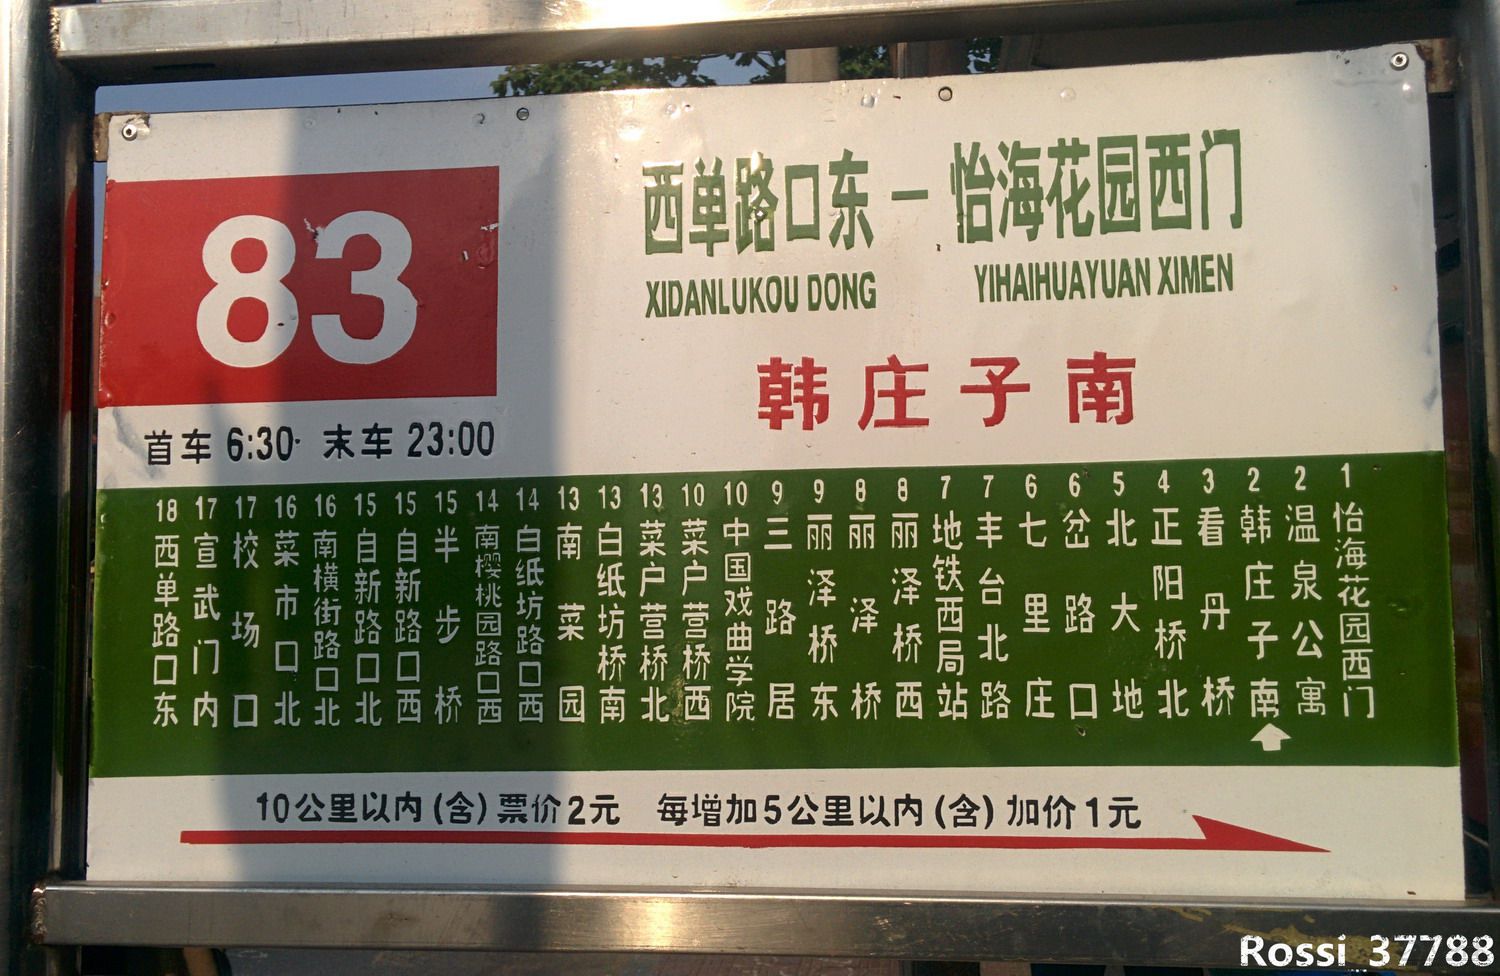 83
西单路口东 — 怡海花园西门
XIDANLUKOU DONG YIHAIHUAYUAN XIMEN
韩庄子南
首车 6:30 末车 23:00
18 西单路口东
17 宣武门内
17 校场口
16 菜市口北
16 南横街路口北
15 自新路口北
15 自新路口西
15 半步桥
14 南樱桃园路口西
14 白纸坊路口西
13 南菜园
13 白纸坊桥南
13 菜户营桥北
10 菜户营桥西
10 中国戏曲学院
9 三路居
9 丽泽桥东
8 丽泽桥
8 丽泽桥西
7 地铁西局站
7 丰台北路
6 七里庄
6 岔路口
5 北大地
4 正阳桥北
3 看丹桥
2 韩庄子南
2 温泉公寓
1 怡海花园西门
10公里以内(含)票价2元 每增加5公里以内(含)加价1元
Rossi_37788